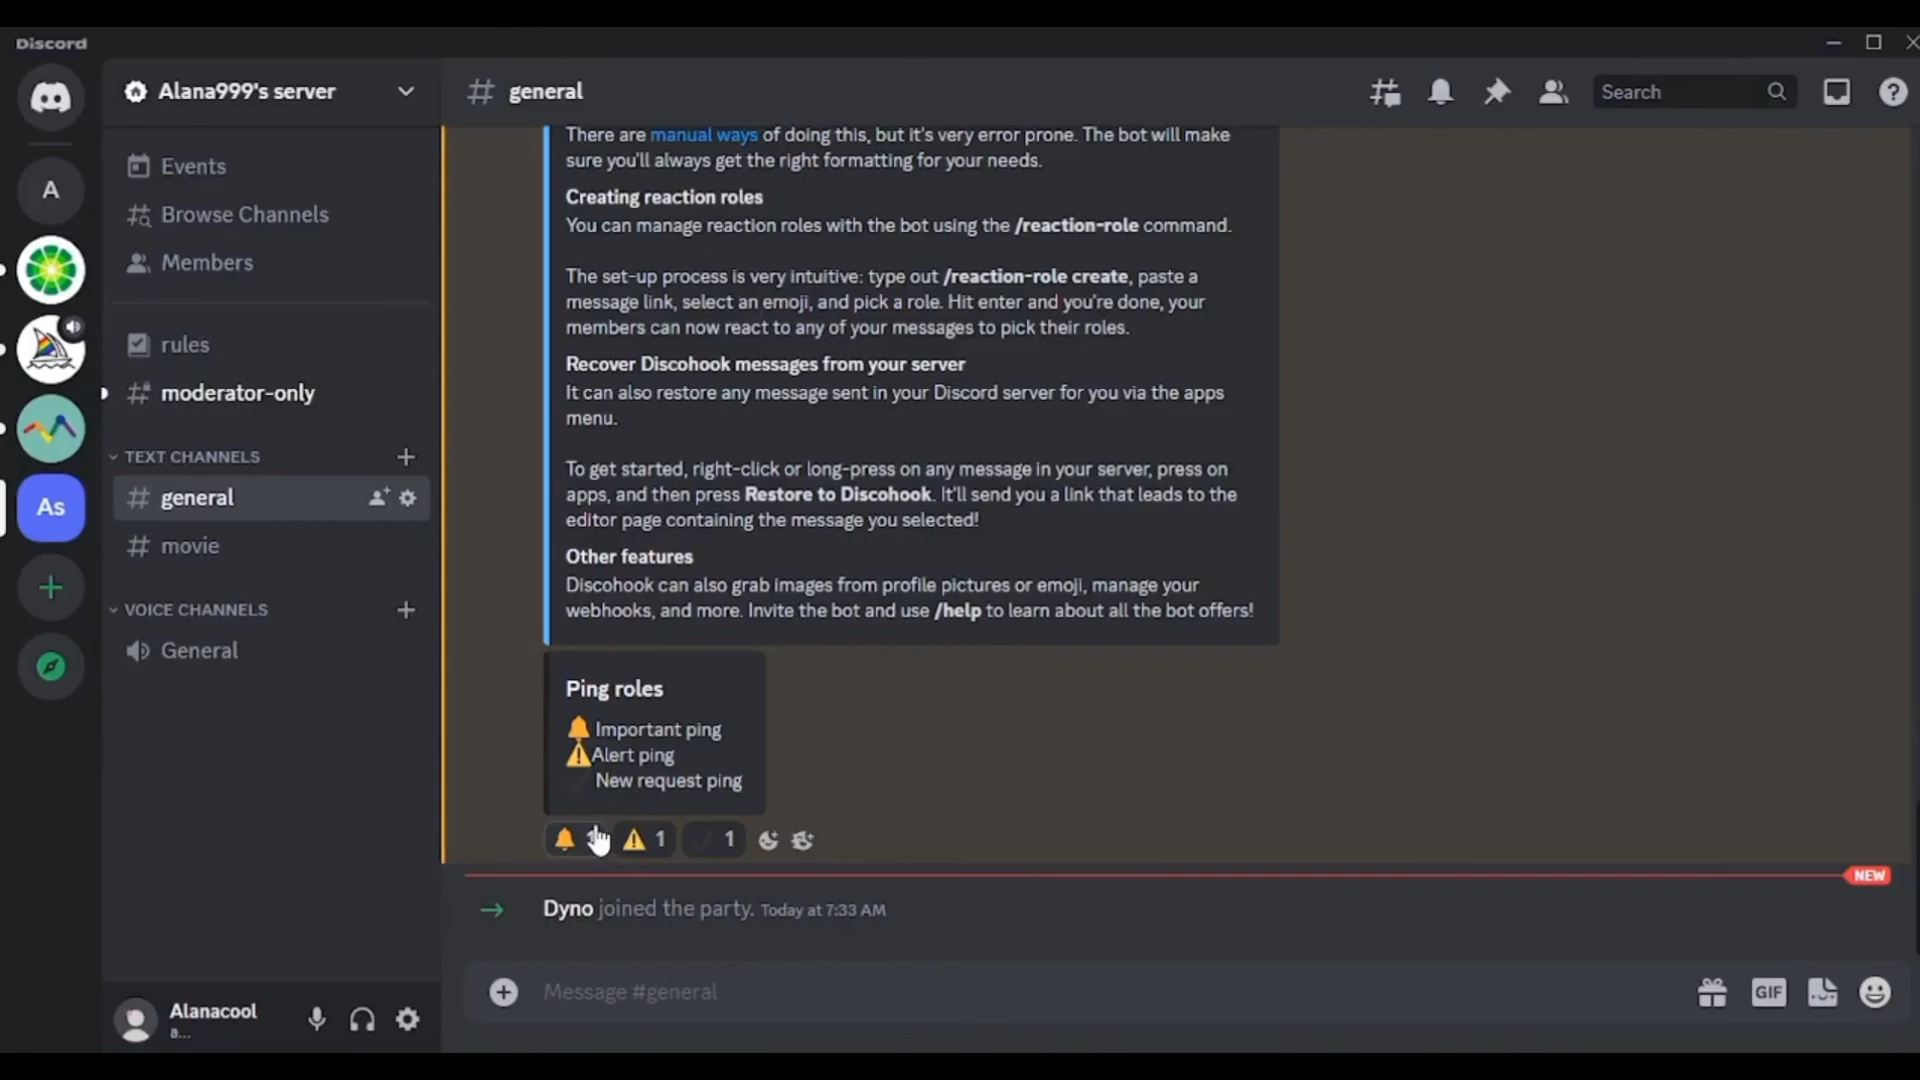 Discord
Alana999's server
general
Search
Events
Browse Channels
Members
rules
moderator-only
TEXT CHANNELS
general
movie
VOICE CHANNELS
General
A
As
There are manual ways of doing this, but it's very error prone. The bot will make
sure you'll always get the right formatting for your needs.
Creating reaction roles
You can manage reaction roles with the bot using the /reaction-role command.
The set-up process is very intuitive: type out /reaction-role create, paste a
message link, select an emoji, and pick a role. Hit enter and you're done, your
members can now react to any of your messages to pick their roles.
Recover Discohook messages from your server
It can also restore any message sent in your Discord server for you via the apps
menu.
To get started, right-click or long-press on any message in your server, press on
apps, and then press Restore to Discohook. It'll send you a link that leads to the
editor page containing the message you selected!
Other features
Discohook can also grab images from profile pictures or emoji, manage your
webhooks, and more. Invite the bot and use /help to learn about all the bot offers!
Ping roles
Important ping
Alert ping
New request ping
1 1
NEW
Dyno joined the party. Today at 7:33 AM
Message #general
GIF
Alanacool
a...